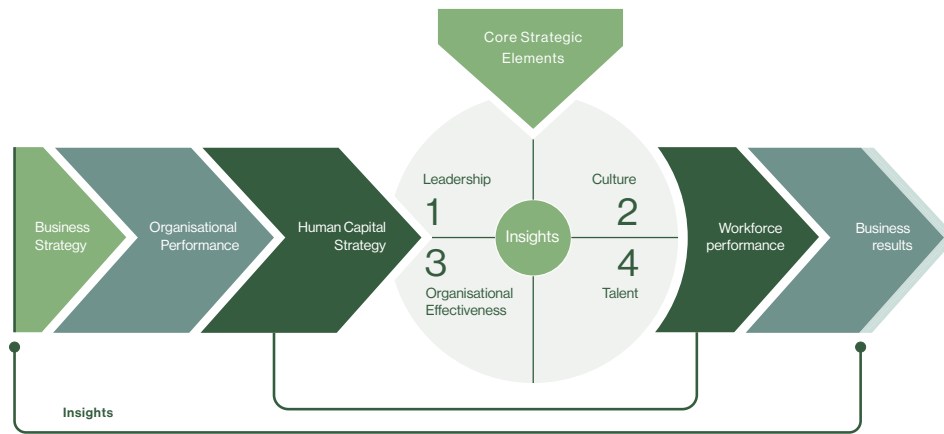 Core Strategic
Elements
Business
Strategy
Organisational
Performance
Human Capital
Strategy
Leadership
1
Culture
2
Insights
3
Organisational
Effectiveness
4
Talent
Workforce
performance
Business
results
Insights